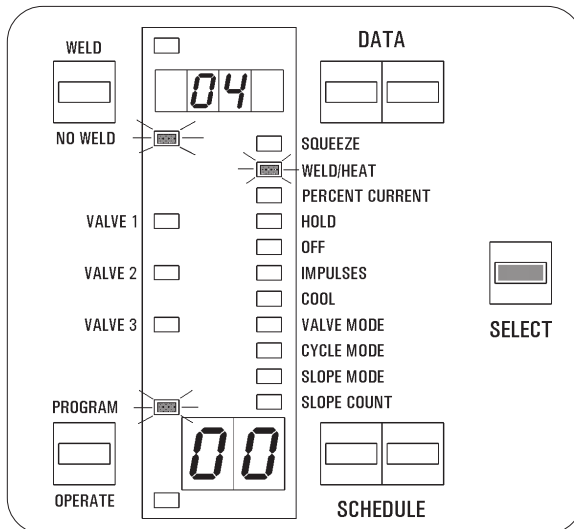 WELD
DATA
04
NO WELD
SQUEEZE
WELD/HEAT
PERCENT CURRENT
VALVE 1
HOLD
OFF
VALVE 2
IMPULSES
COOL
VALVE 3
VALVE MODE
SELECT
CYCLE MODE
SLOPE MODE
PROGRAM
SLOPE COUNT
00
OPERATE
SCHEDULE